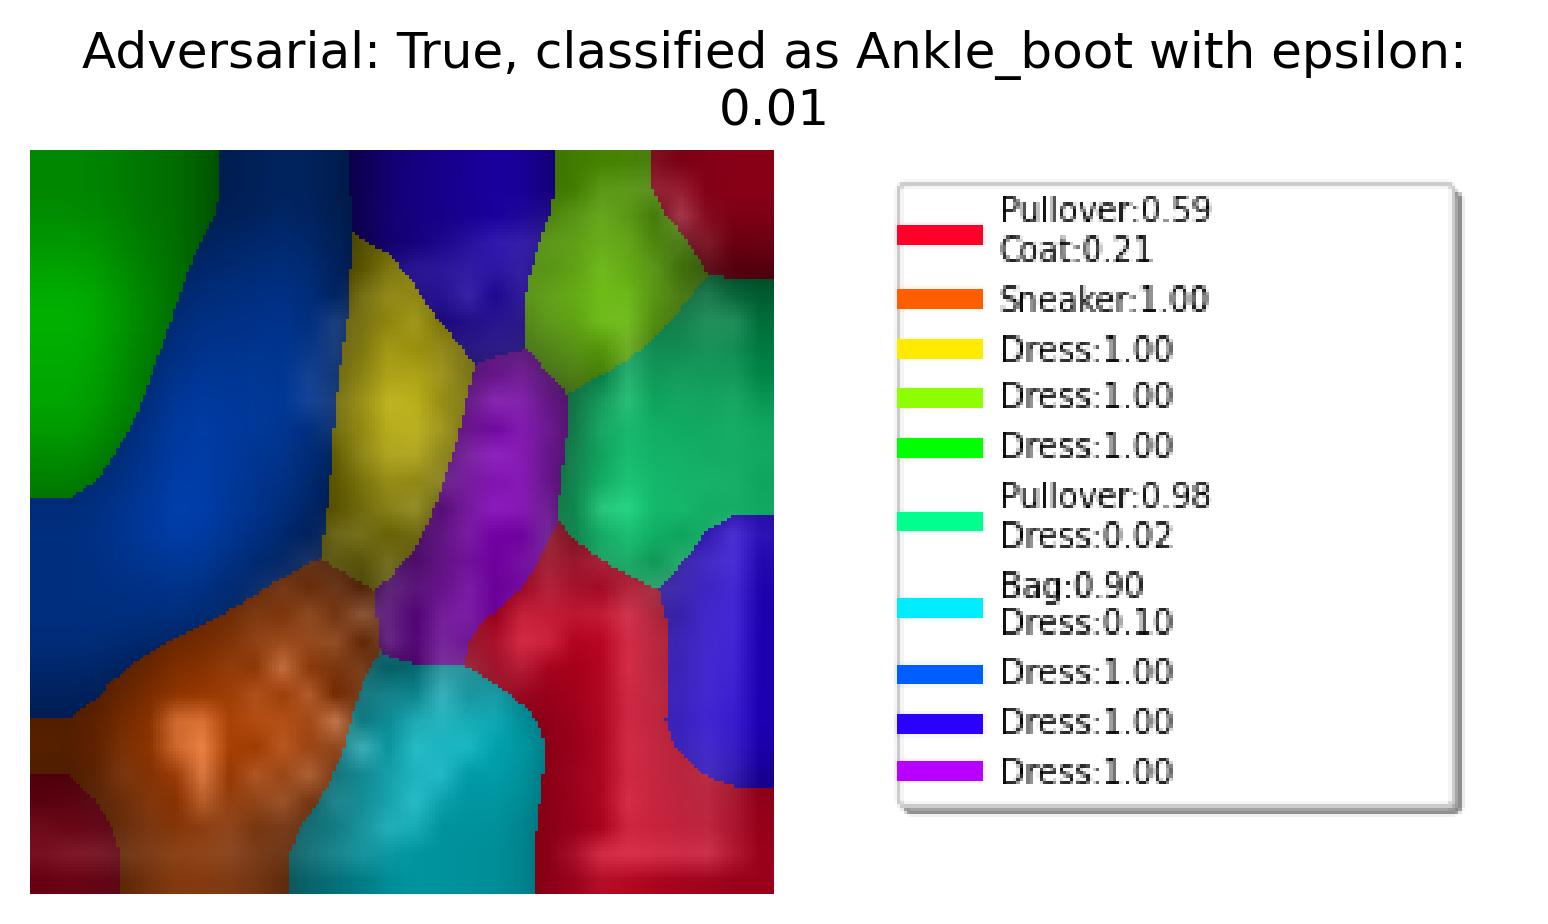 Adversarial: True, classified as Ankle_boot with epsilon:
0.01
Pullover:0.59
Coat:0.21
Sneaker:1.00
Dress:1.00
Dress:1.00
Dress:1.00
Pullover:0.98
Dress:0.02
Bag:0.90
Dress:0.10
Dress:1.00
Dress:1.00
Dress:1.00